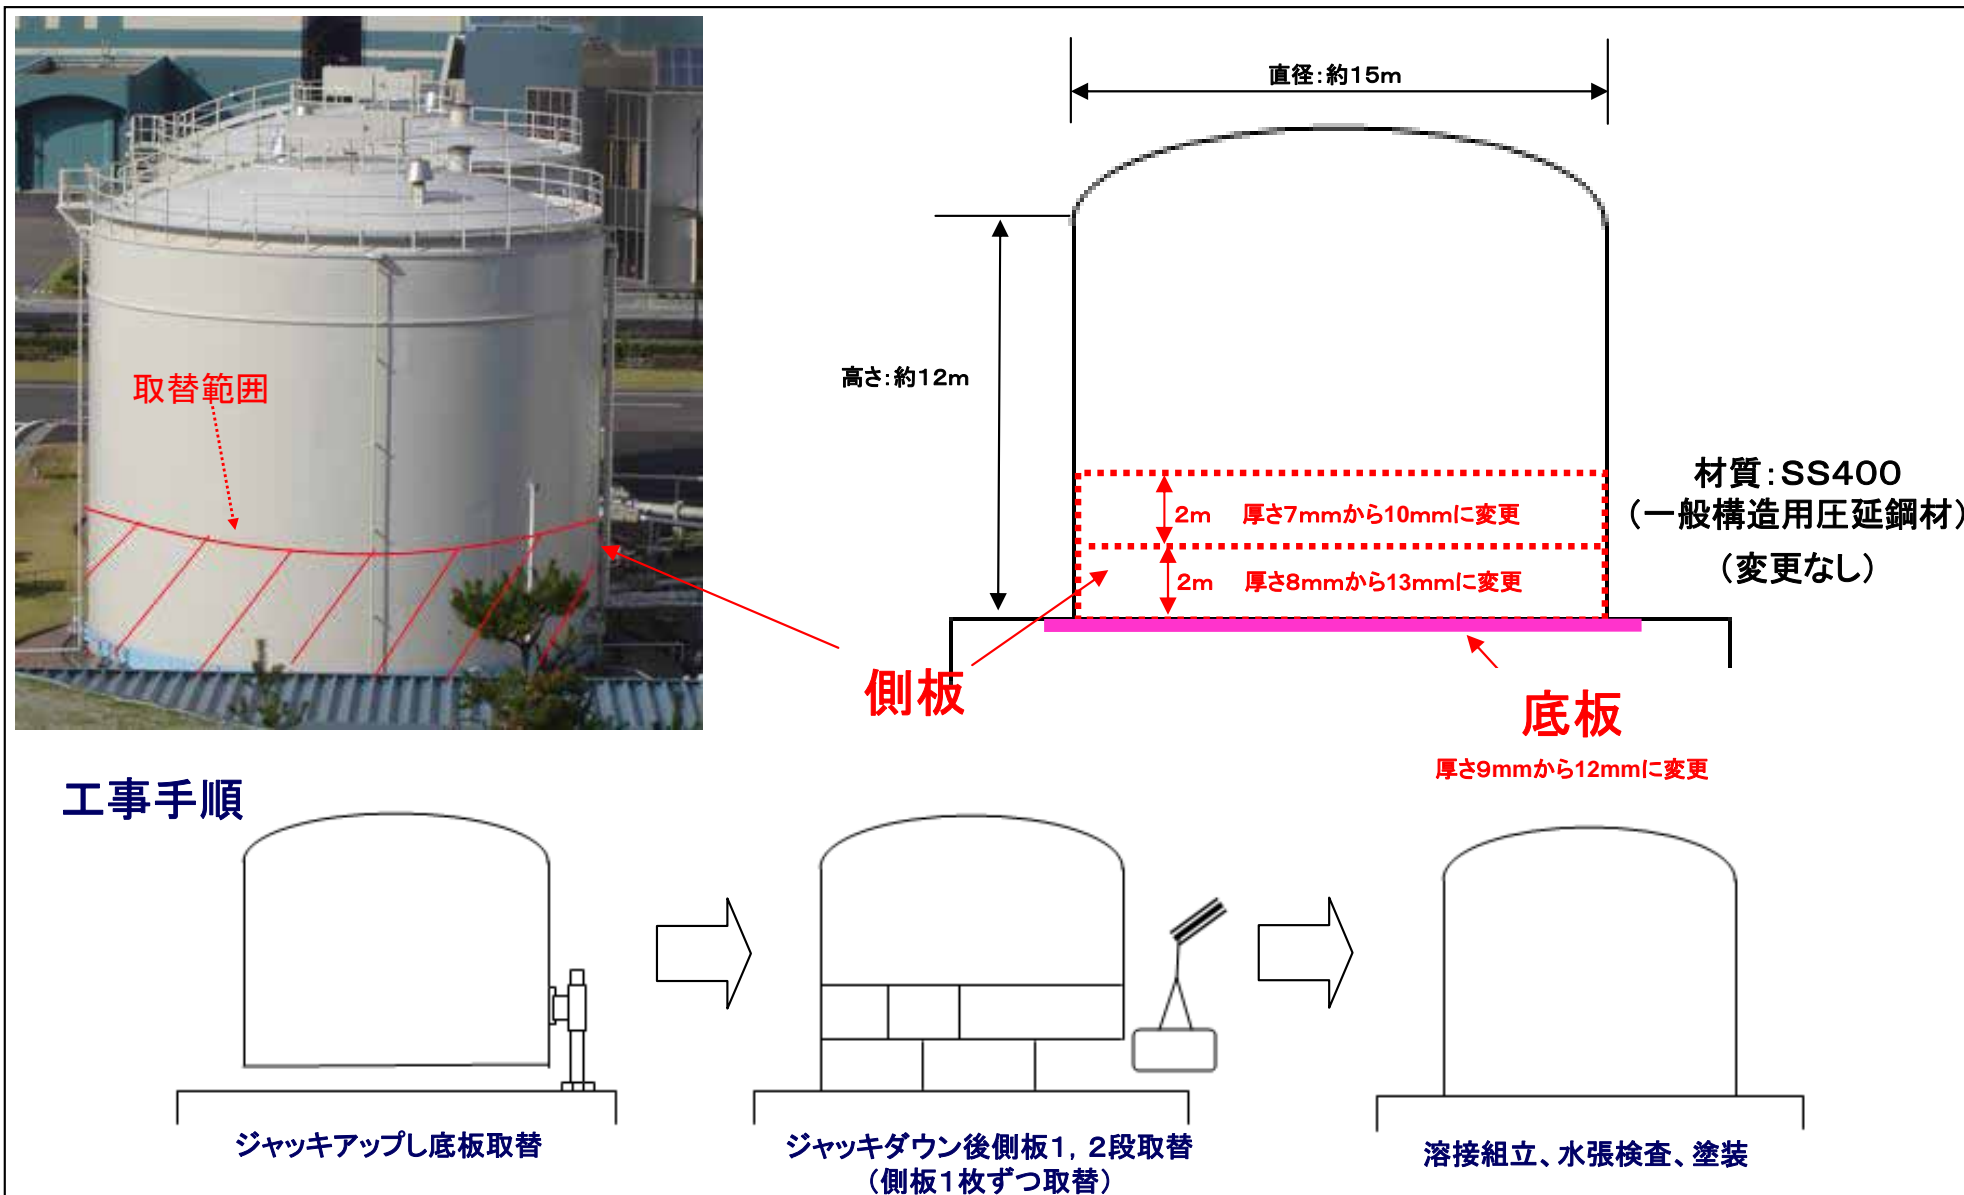 直径:約15m
取替範囲
高さ:約12m
材質:SS400
(一般構造用圧延鋼材)
(変更なし)
2m 厚さ7mmから10mmに変更
2m 厚さ8mmから13mmに変更
側板
底板
厚さ9mmから12mmに変更
工事手順
ジャッキアップし底板取替
ジャッキダウン後側板1,2段取替
(側板1枚ずつ取替)
溶接組立、水張検査、塗装